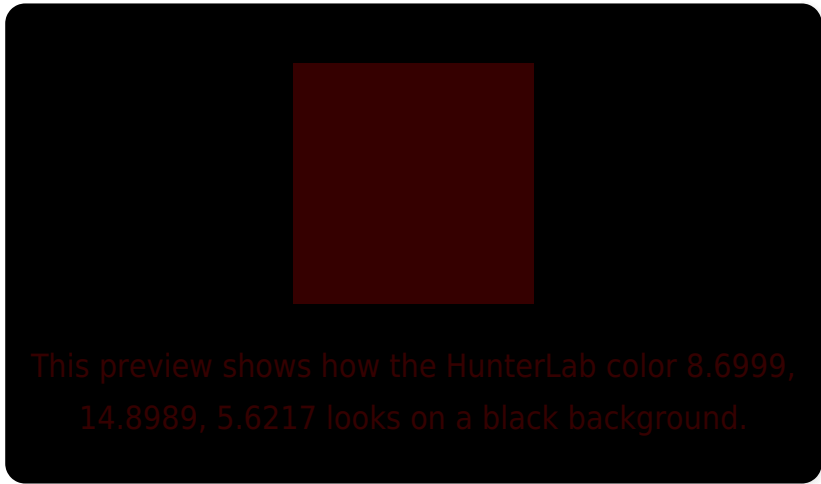 This preview shows how the HunterLab color 8.6999,
14.8989, 5.6217 looks on a black background.